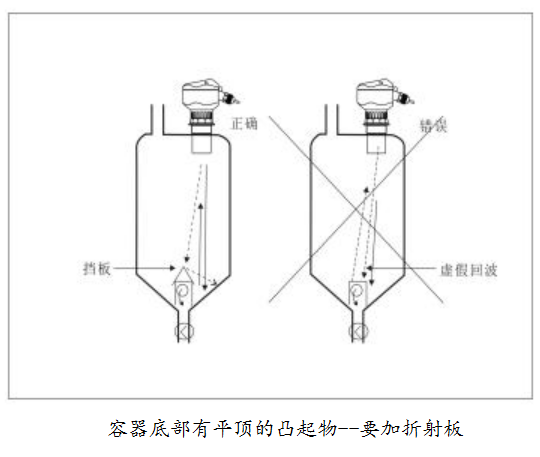 正确
错误
挡板
虚假回波
容器底部有平顶的凸起物--要加折射板